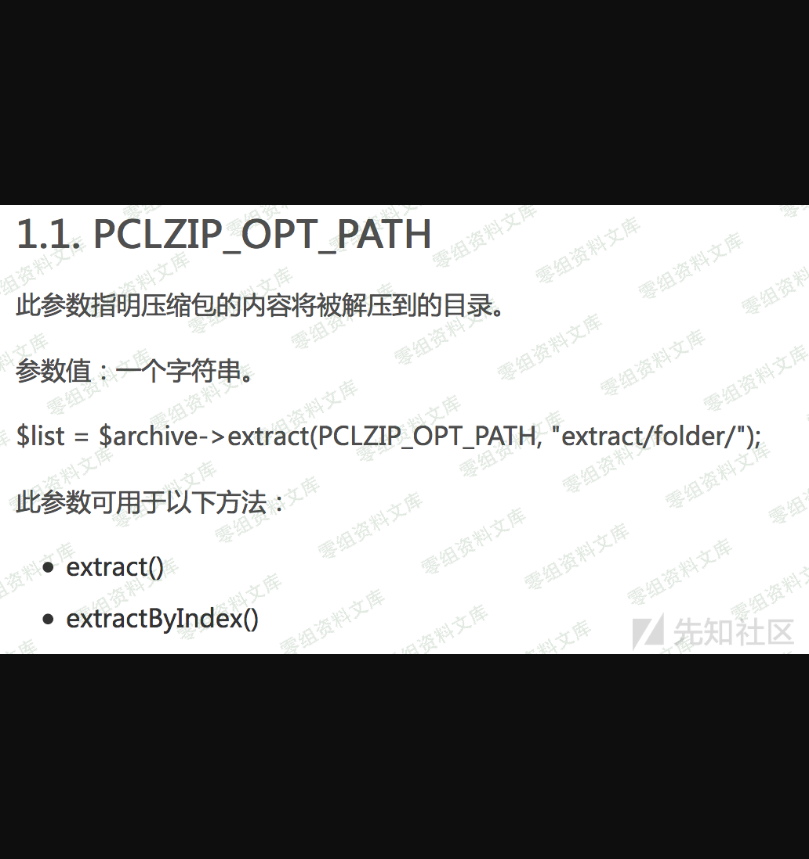 1.1. PCLZIP_OPT_PATH
此参数指明压缩包的内容将被解压到的目录。
参数值：一个字符串。
$list = $archive->extract(PCLZIP_OPT_PATH, "extract/folder/");
此参数可用于以下方法：
extract()
extractByIndex()
先知社区
零组资料文库